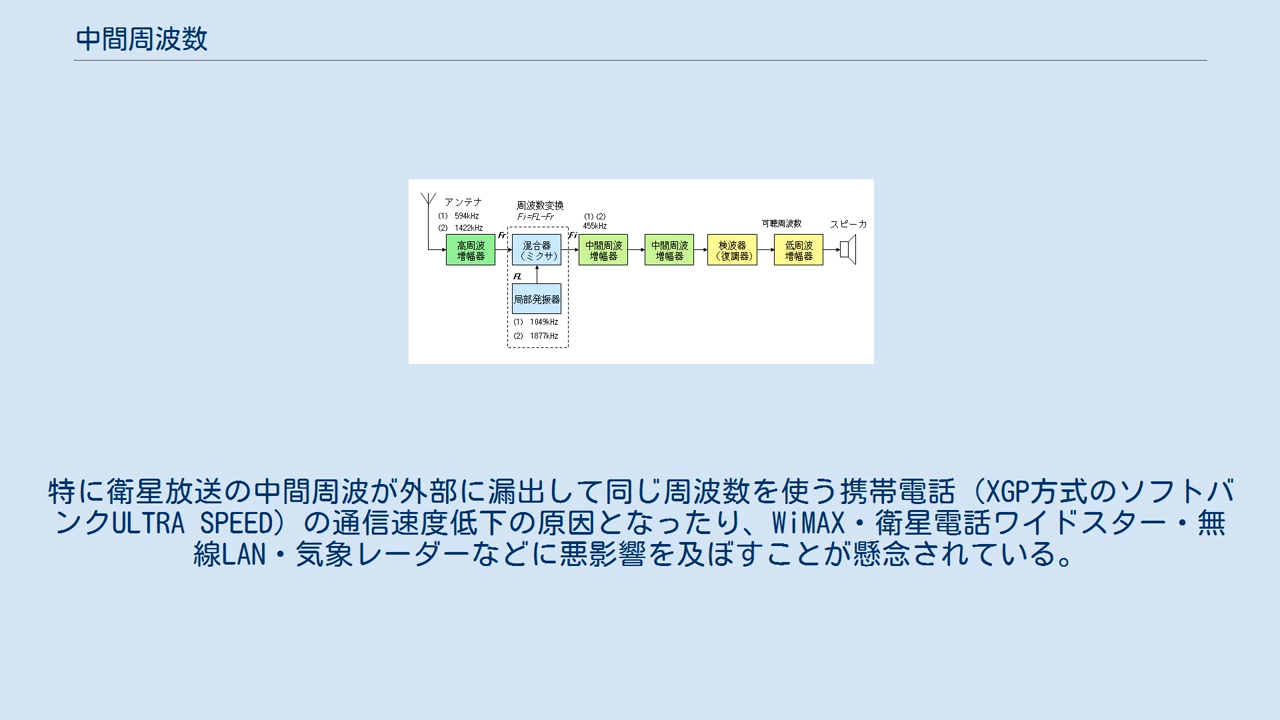 中間周波数
アンテナ
(1) 594kHz
(2) 1422kHz
周波数変換
Fi=FL-Fr
(1)(2)
455kHz
可聴周波数
スピーカ
Fr
Fi
高周波
増幅器
混合器
(ミクサ)
中間周波
増幅器
中間周波
増幅器
検波器
(復調器)
低周波
増幅器
FL
局部発振器
(1) 1049kHz
(2) 1877kHz
特に衛星放送の中間周波が外部に漏出して同じ周波数を使う携帯電話（XGP方式のソフトバ
ンクULTRA SPEED）の通信速度低下の原因となったり、WiMAX・衛星電話ワイドスター・無
線LAN・気象レーダーなどに悪影響を及ぼすことが懸念されている。